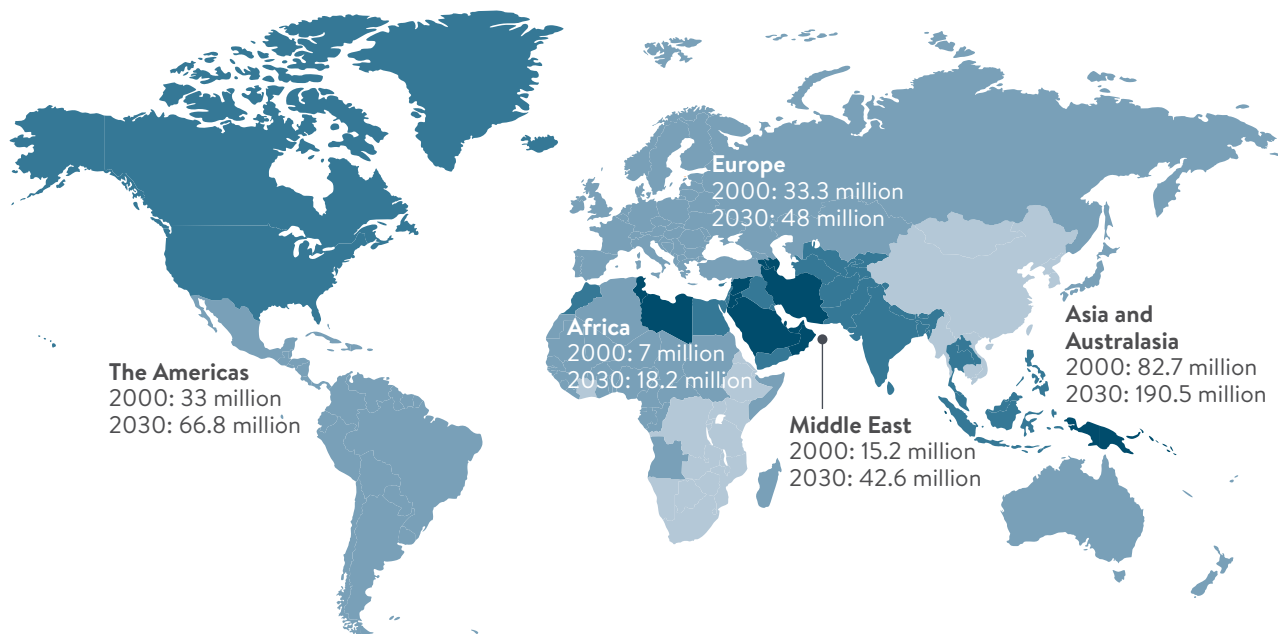 Europe
2000: 33.3 million
2030: 48 million
Africa
2000: 7 million
2030: 18.2 million
Asia and
Australasia
2000: 82.7 million
2030: 190.5 million
The Americas
2000: 33 million
2030: 66.8 million
Middle East
2000: 15.2 million
2030: 42.6 million